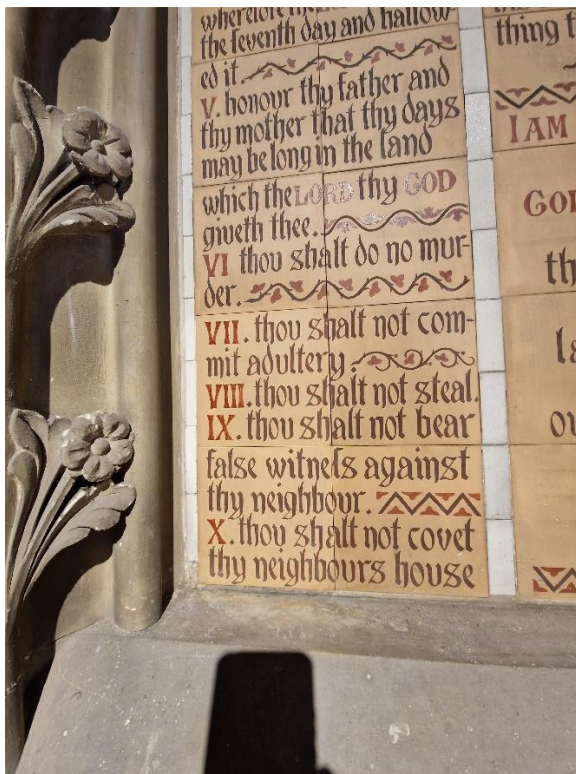 the seventh day and hallow-
ed it
V. honour thy father and
thy mother that thy days
may be long in the land
which the LORD thy GOD
giveth thee.
VI thou shalt do no mur-
der.
VII. thou shalt not com-
mit adultery.
VIII. thou shalt not steal.
IX. thou shalt not bear
false witness against
thy neighbour.
X. thou shalt not covet
thy neighbours house
thing
I AM